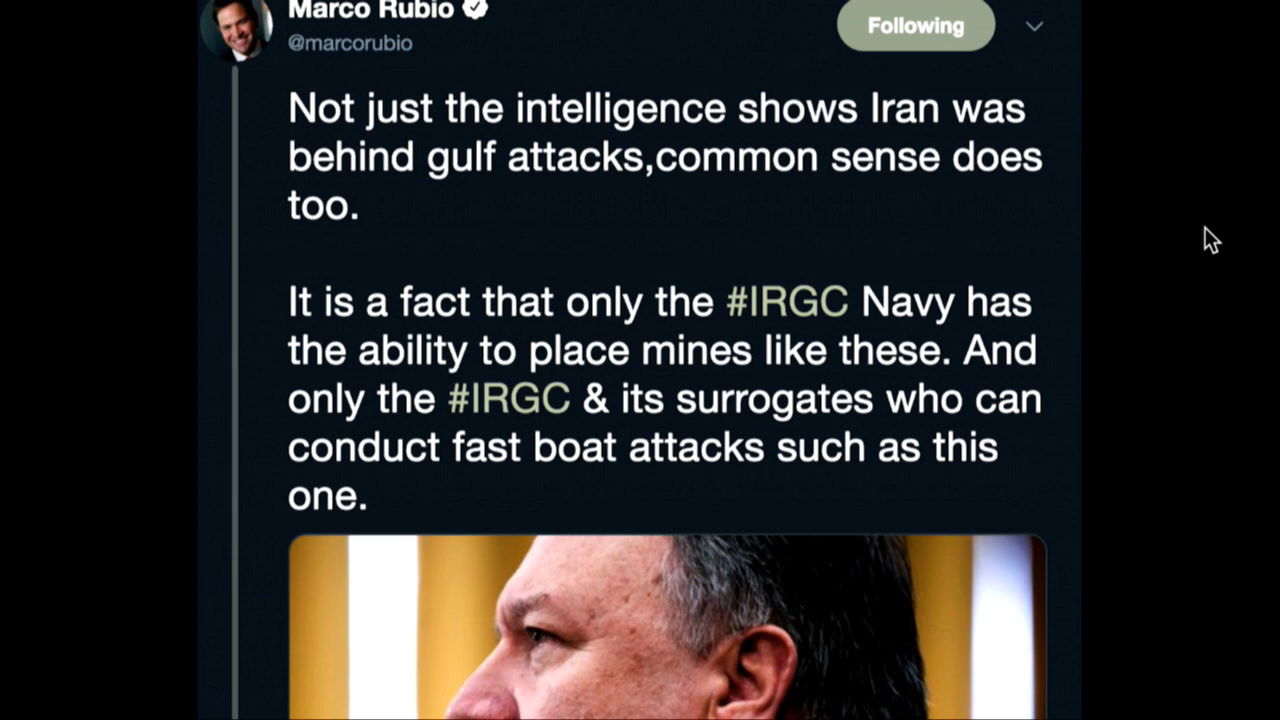 Marco Rubio
@marcorubio
Following
Not just the intelligence shows Iran was
behind gulf attacks,common sense does
too.
It is a fact that only the #IRGC Navy has
the ability to place mines like these. And
only the #IRGC & its surrogates who can
conduct fast boat attacks such as this
one.